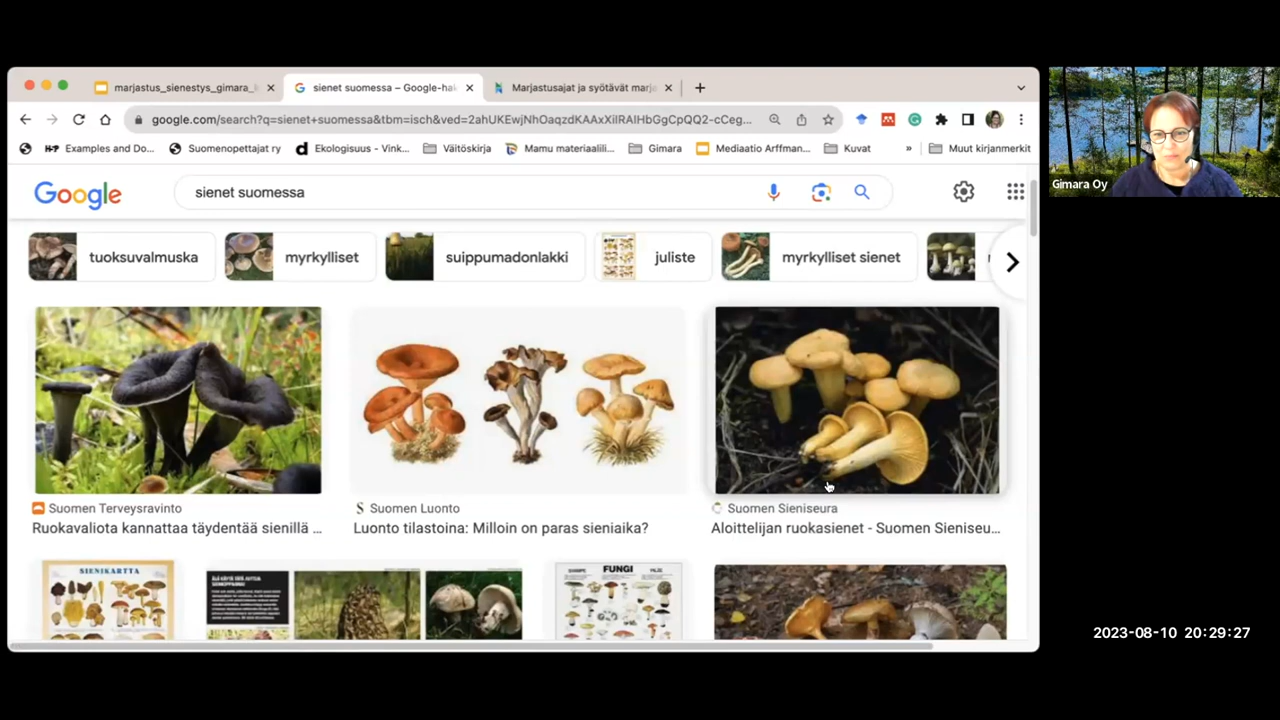 marjastus_sienestys_gimara_
sienet suomessa – Google-hak
Marjastusajat ja syötävät marja
google.com/search?q=sienet+suomessa&tbm=isch&ved=2ahUKEwjNhOaqzdKAAxXilRAIHbGgCpQQ2-cCeg...
Examples and Do...
Suomenopettajat ry
Ekologisuus - Vink...
Väitöskirja
Mamu materiaalil...
Gimara
Mediaatio Arffman...
Kuvat
»
Muut kirjanmerkit
Gimara Oy
Google
sienet suomessa
tuoksuvalmuska
myrkylliset
suippumadonlakki
juliste
myrkylliset sienet
Suomen Terveysravinto
Suomen Luonto
Suomen Sieniseura
Ruokavaliota kannattaa täydentää sienillä ...
Luonto tilastoina: Milloin on paras sieniaika?
Aloittelijan ruokasienet - Suomen Sieniseu...
SIENIKARTTA
FUNGI
2023-08-10 20:29:27